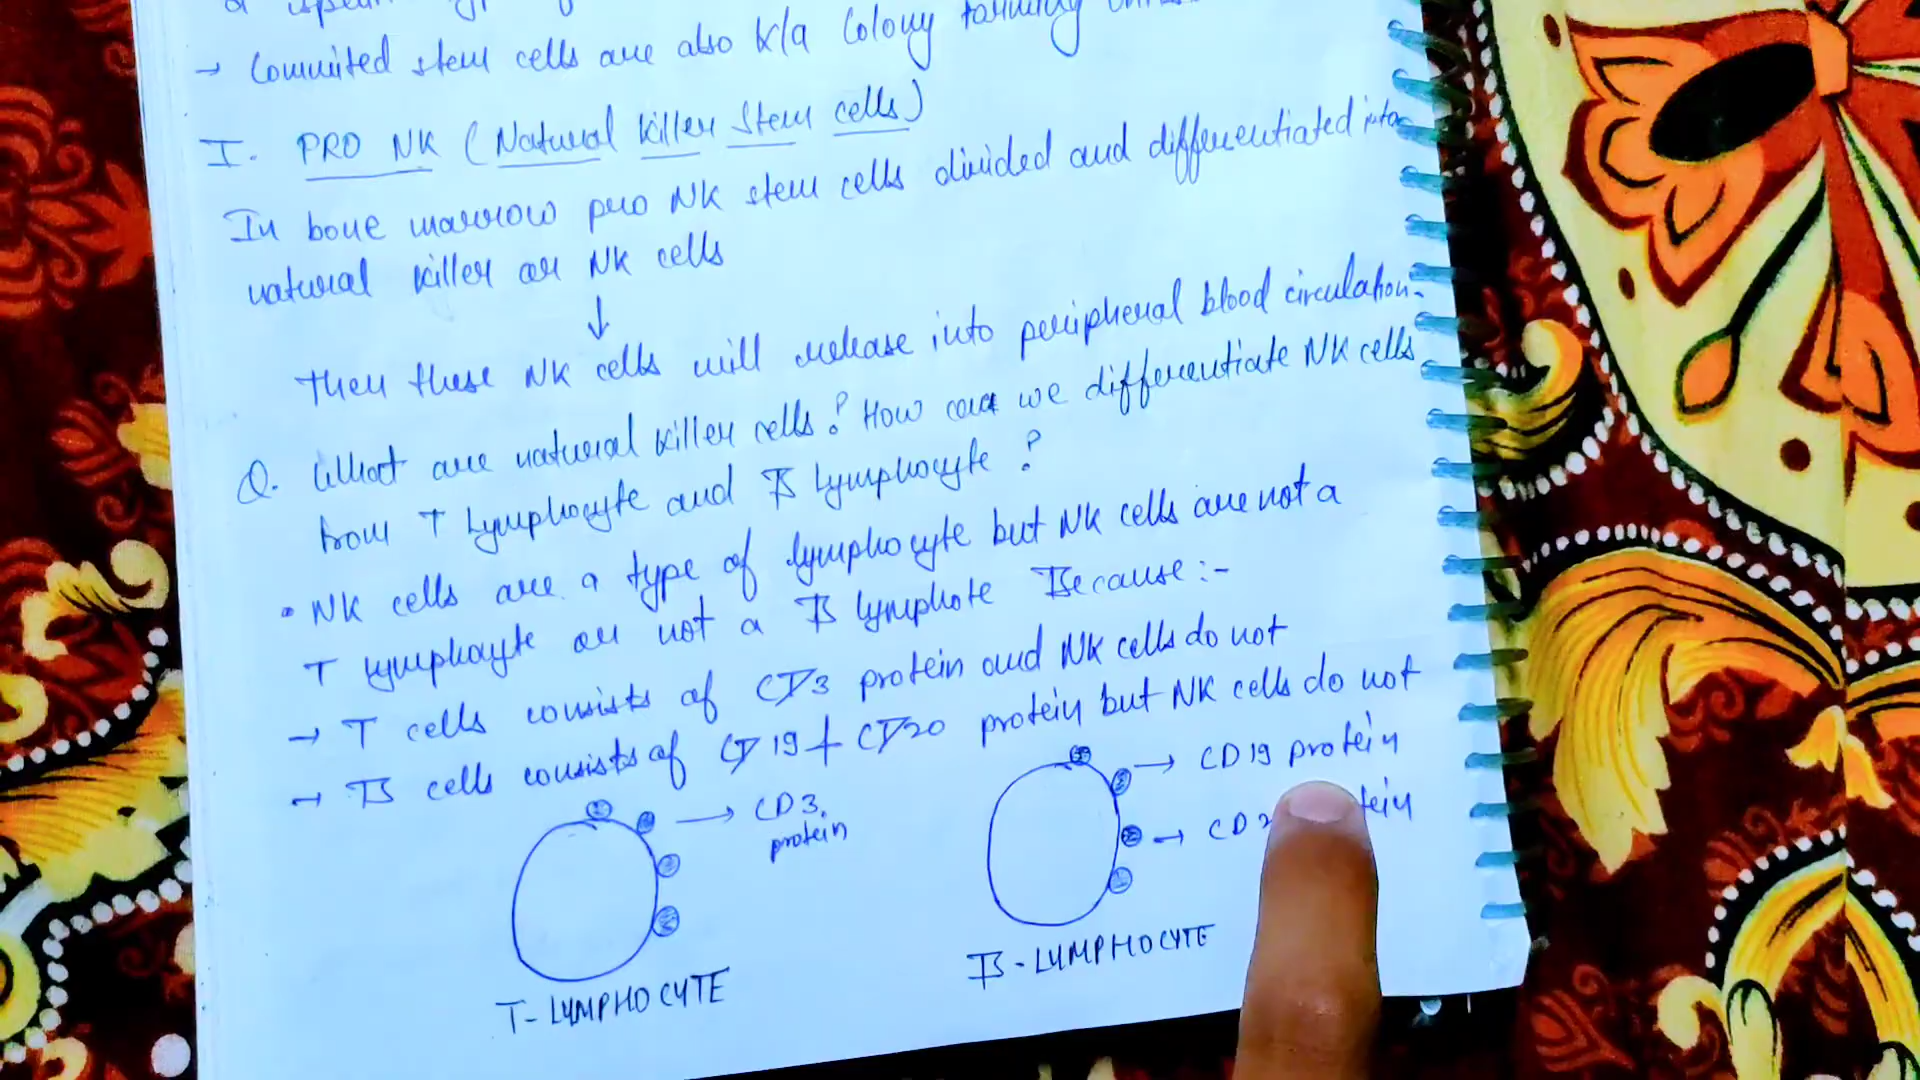 → Commited stem cells are also k/a Colony forming
I. PRO NK (Natural killer stem cells)
In bone marrow pro NK stem cells divided and differentiated into
natural killer or NK cells
↓
Then these NK cells will release into peripheral blood circulation.
Q. What are natural killer cells? How can we differentiate NK cells
from T lymphocyte and B lymphocyte?
• NK cells are a type of lymphocyte but NK cells are not a
T lymphocyte or not a B lymphote Because:-
→ T cells consists of CD3 protein and NK cells do not
→ B cells consists of CD19 + CD20 protein but NK cells do not
→ CD3 protein
T-LYMPHOCYTE
→ CD19 protein
→ CD
B-LYMPHOCYTE